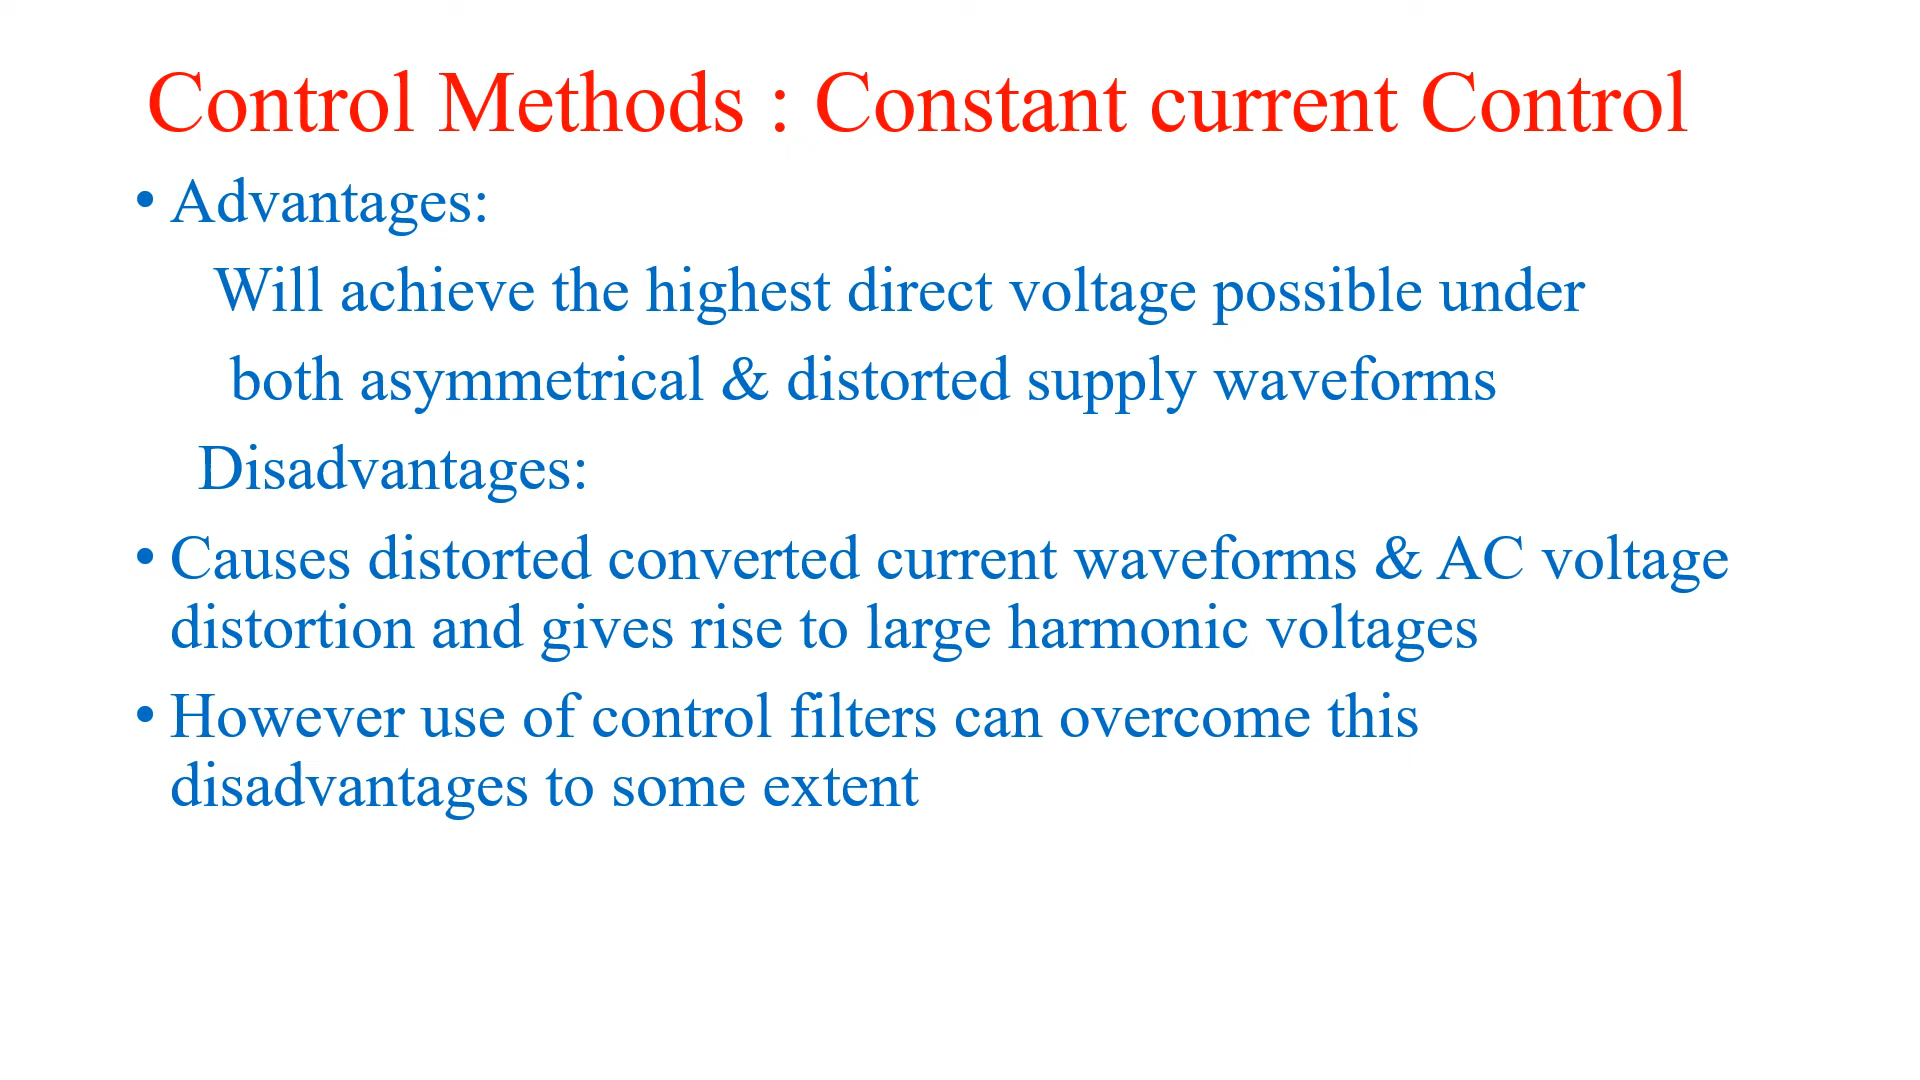 Control Methods : Constant current Control
• Advantages:
Will achieve the highest direct voltage possible under
both asymmetrical & distorted supply waveforms
Disadvantages:
• Causes distorted converted current waveforms & AC voltage
distortion and gives rise to large harmonic voltages
• However use of control filters can overcome this
disadvantages to some extent